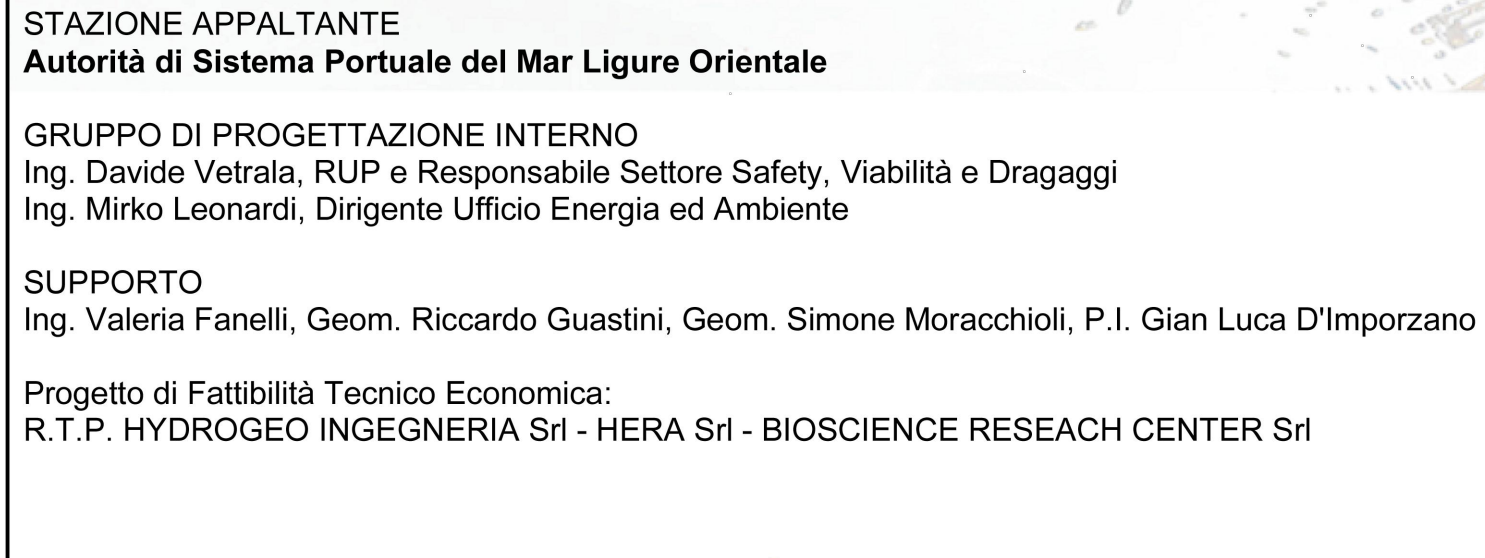 STAZIONE APPALTANTE
Autorità di Sistema Portuale del Mar Ligure Orientale
GRUPPO DI PROGETTAZIONE INTERNO
Ing. Davide Vetrala, RUP e Responsabile Settore Safety, Viabilità e Dragaggi
Ing. Mirko Leonardi, Dirigente Ufficio Energia ed Ambiente
SUPPORTO
Ing. Valeria Fanelli, Geom. Riccardo Guastini, Geom. Simone Moracchioli, P.I. Gian Luca D'Imporzano
Progetto di Fattibilità Tecnico Economica:
R.T.P. HYDROGEO INGEGNERIA Srl - HERA Srl - BIOSCIENCE RESEACH CENTER Srl